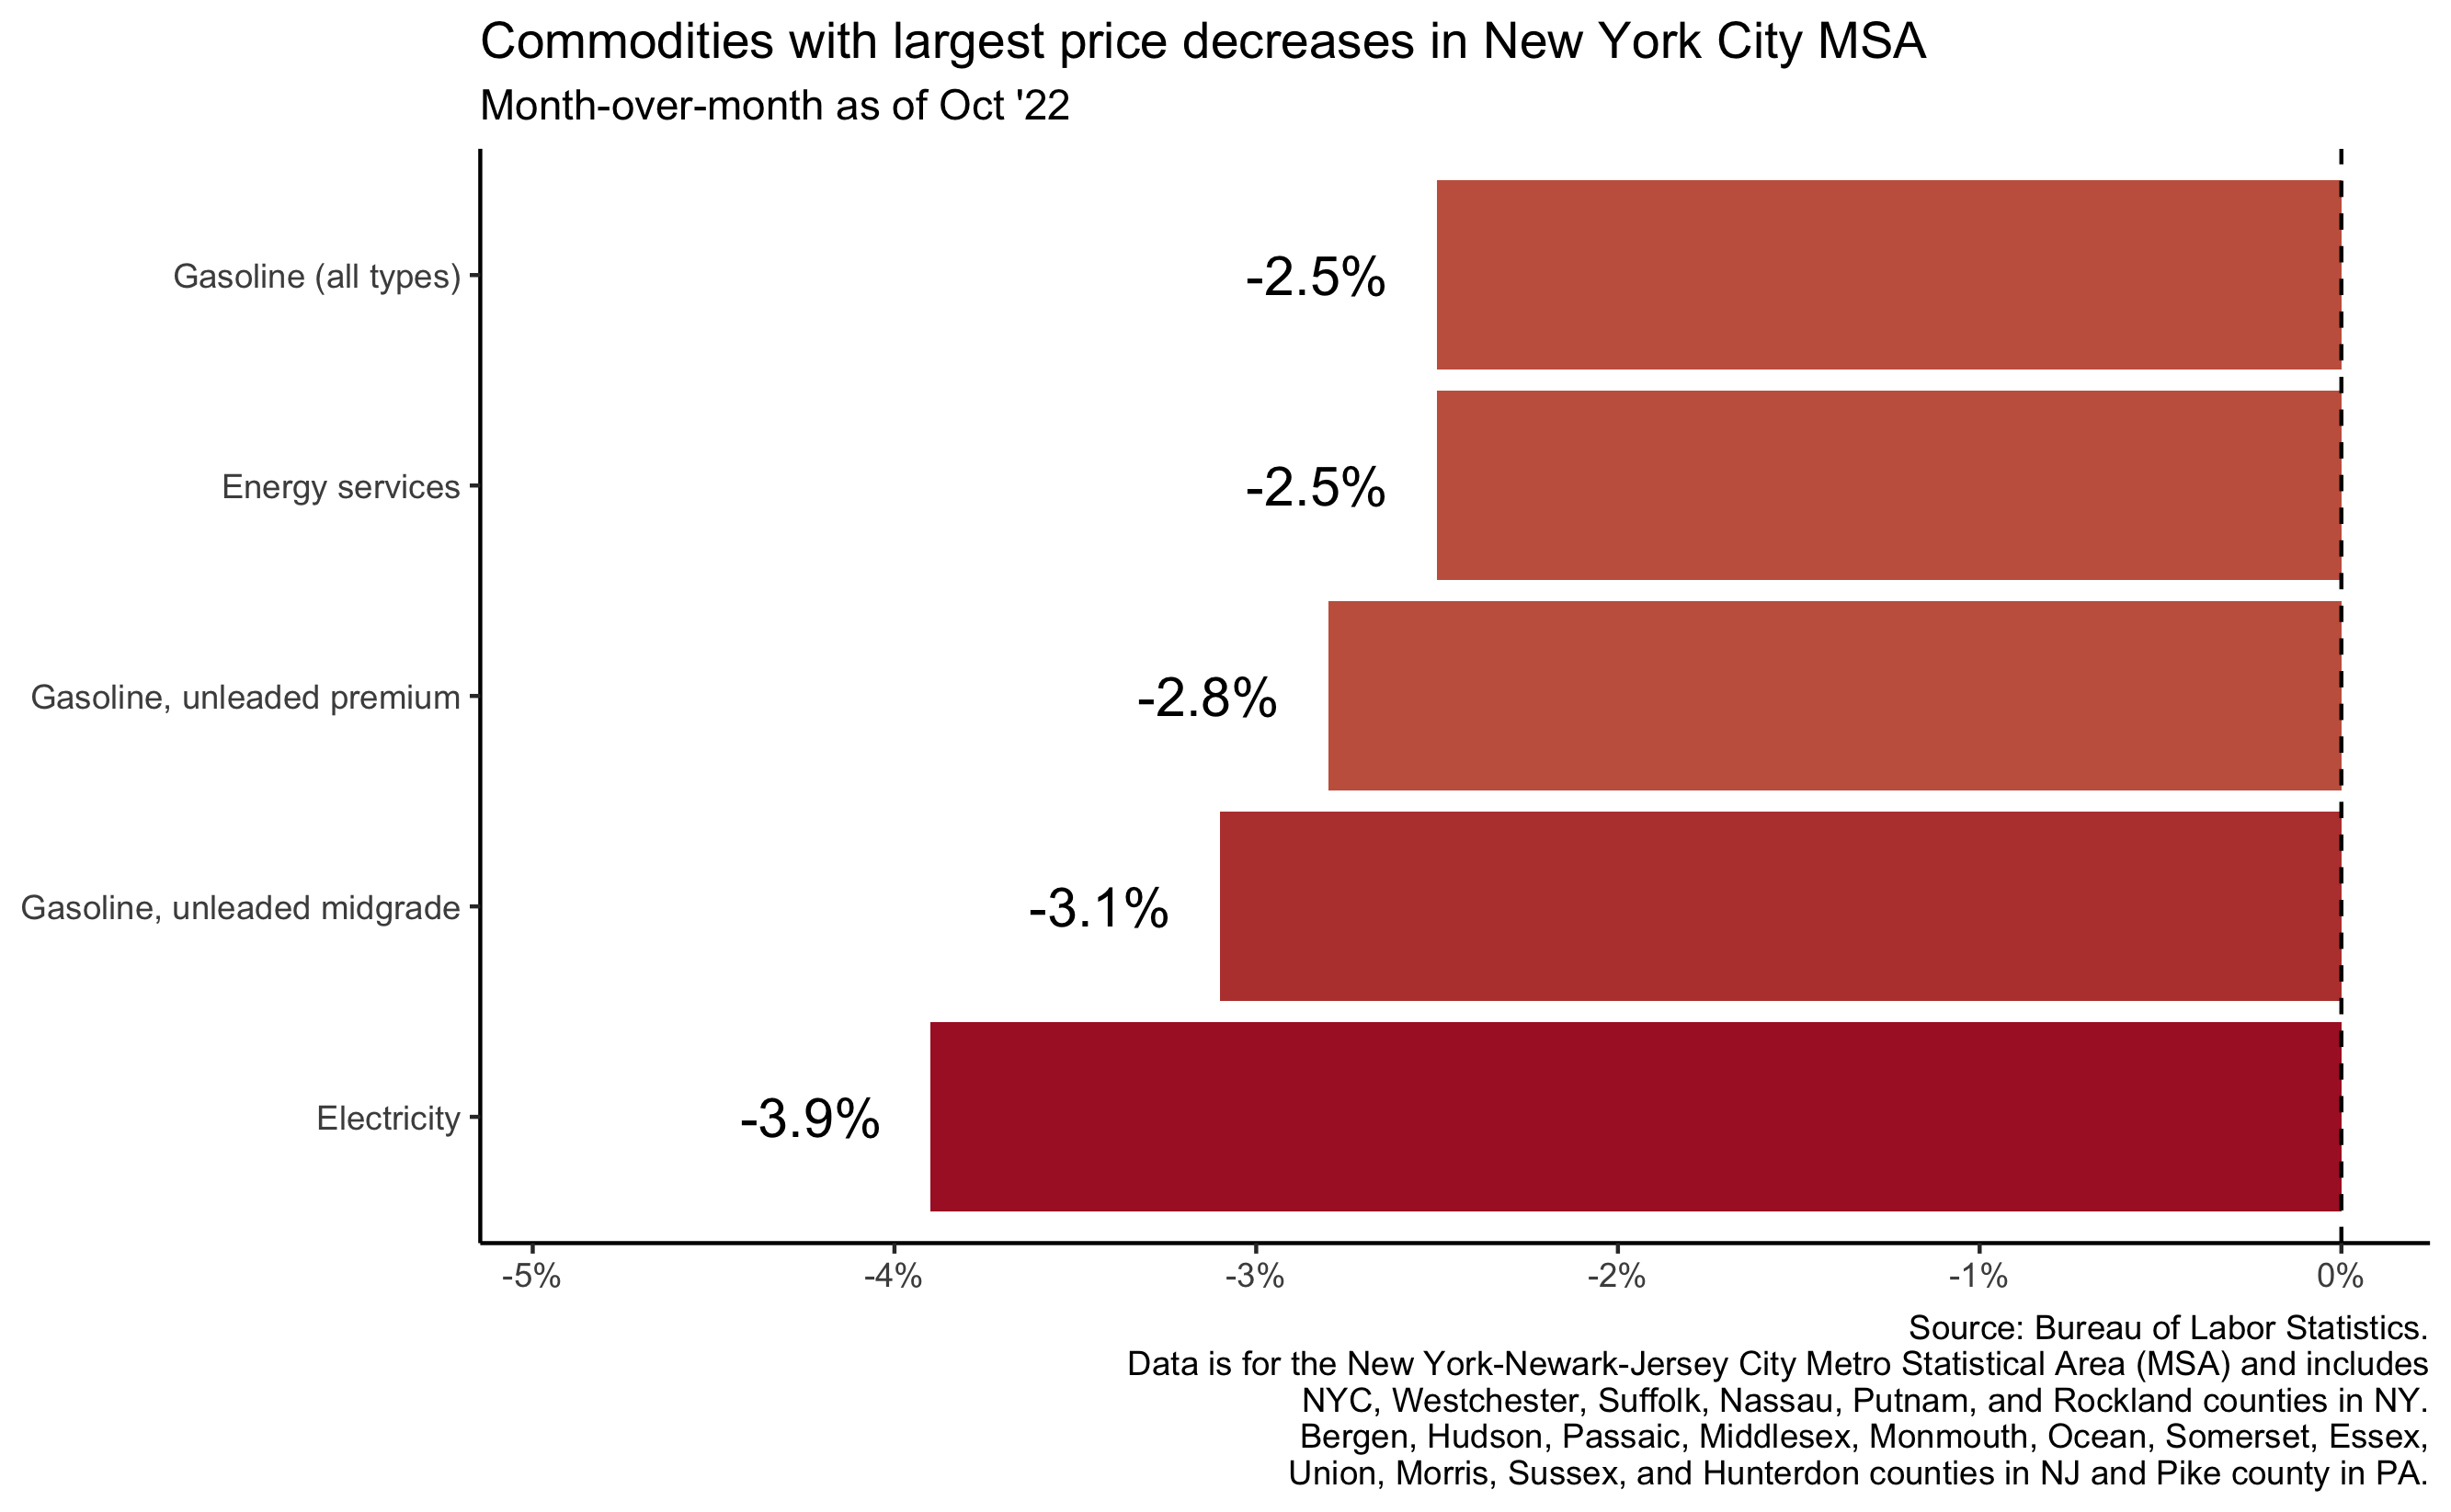 Commodities with largest price decreases in New York City MSA
Month-over-month as of Oct '22
Gasoline (all types)
-2.5%
Energy services
-2.5%
Gasoline, unleaded premium
-2.8%
Gasoline, unleaded midgrade
-3.1%
Electricity
-3.9%
-5%
-4%
-3%
-2%
-1%
0%
Source: Bureau of Labor Statistics.
Data is for the New York-Newark-Jersey City Metro Statistical Area (MSA) and includes
NYC, Westchester, Suffolk, Nassau, Putnam, and Rockland counties in NY.
Bergen, Hudson, Passaic, Middlesex, Monmouth, Ocean, Somerset, Essex,
Union, Morris, Sussex, and Hunterdon counties in NJ and Pike county in PA.